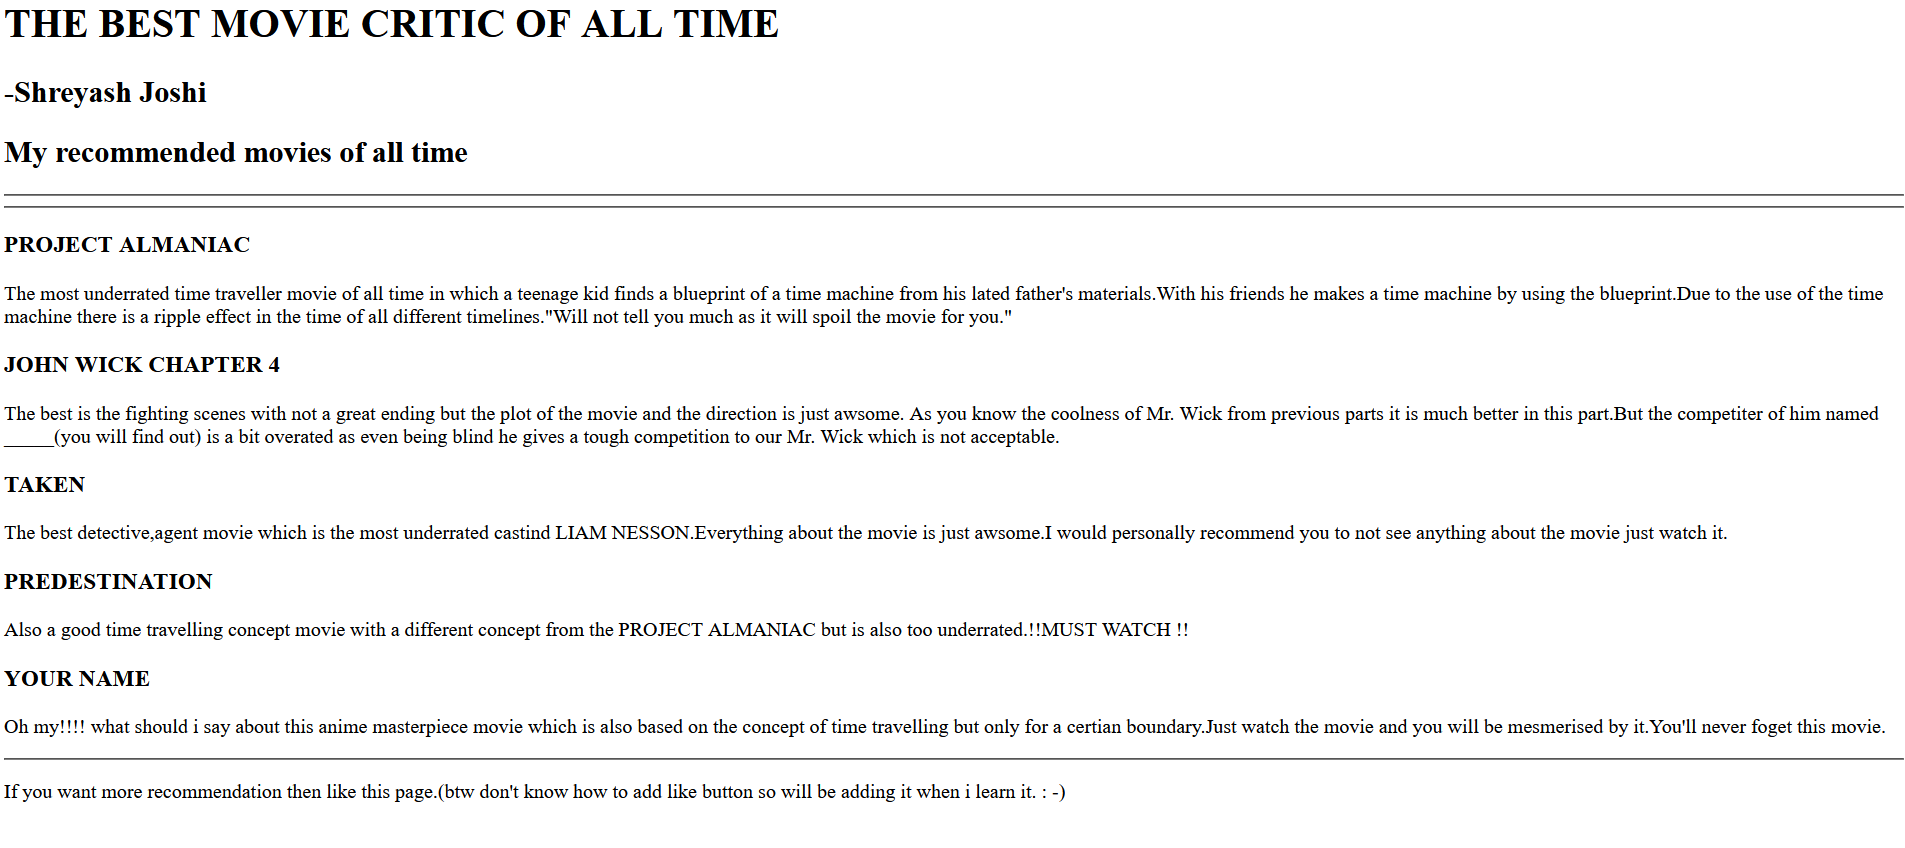 THE BEST MOVIE CRITIC OF ALL TIME
-Shreyash Joshi
My recommended movies of all time
PROJECT ALMANIAC
The most underrated time traveller movie of all time in which a teenage kid finds a blueprint of a time machine from his lated father's materials.With his friends he makes a time machine by using the blueprint.Due to the use of the time
machine there is a ripple effect in the time of all different timelines."Will not tell you much as it will spoil the movie for you."
JOHN WICK CHAPTER 4
The best is the fighting scenes with not a great ending but the plot of the movie and the direction is just awsome. As you know the coolness of Mr. Wick from previous parts it is much better in this part.But the competiter of him named
_____(you will find out) is a bit overated as even being blind he gives a tough competition to our Mr. Wick which is not acceptable.
TAKEN
The best detective,agent movie which is the most underrated castind LIAM NESSON.Everything about the movie is just awsome.I would personally recommend you to not see anything about the movie just watch it.
PREDESTINATION
Also a good time travelling concept movie with a different concept from the PROJECT ALMANIAC but is also too underrated.!!MUST WATCH !!
YOUR NAME
Oh my!!!! what should i say about this anime masterpiece movie which is also based on the concept of time travelling but only for a certian boundary.Just watch the movie and you will be mesmerised by it.You'll never foget this movie.
If you want more recommendation then like this page.(btw don't know how to add like button so will be adding it when i learn it. : -)